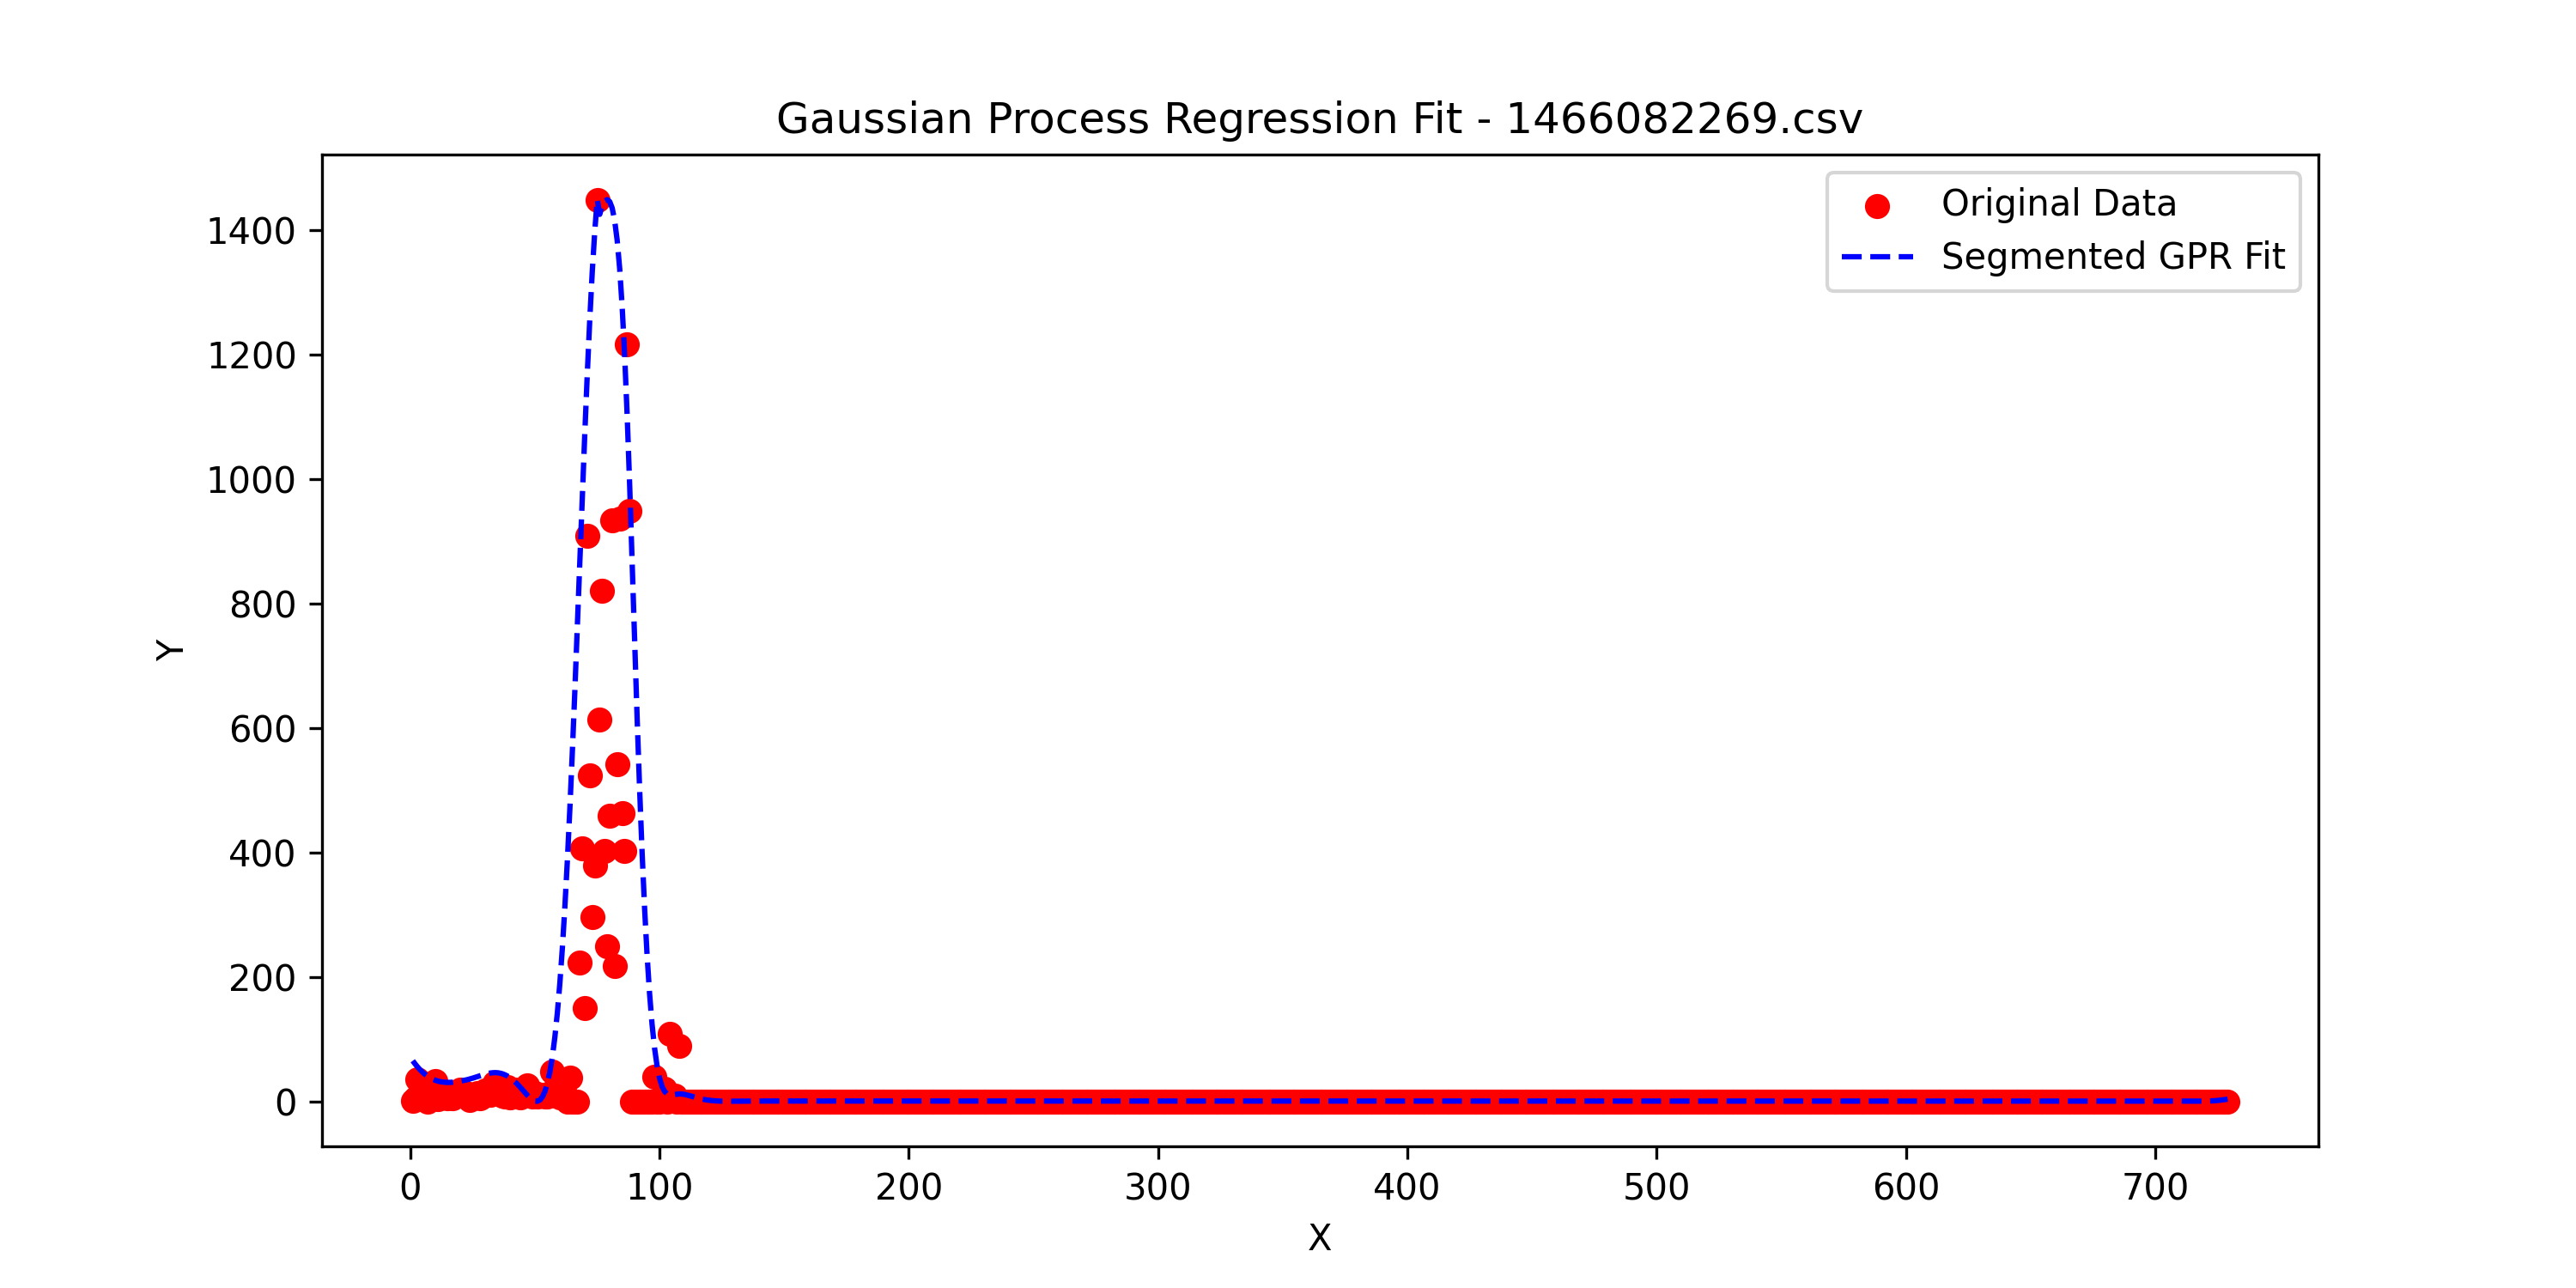 Gaussian Process Regression Fit - 1466082269.csv
Original Data
Segmented GPR Fit
1400
1200
1000
800
600
400
200
0
Y
0 100 200 300 400 500 600 700
X